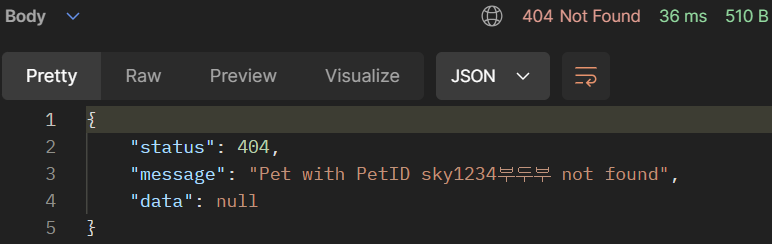 Body 404 Not Found 36 ms 510 B
Pretty Raw Preview Visualize JSON
1 {
2 "status": 404,
3 "message": "Pet with PetID sky1234부두부 not found",
4 "data": null
5 }